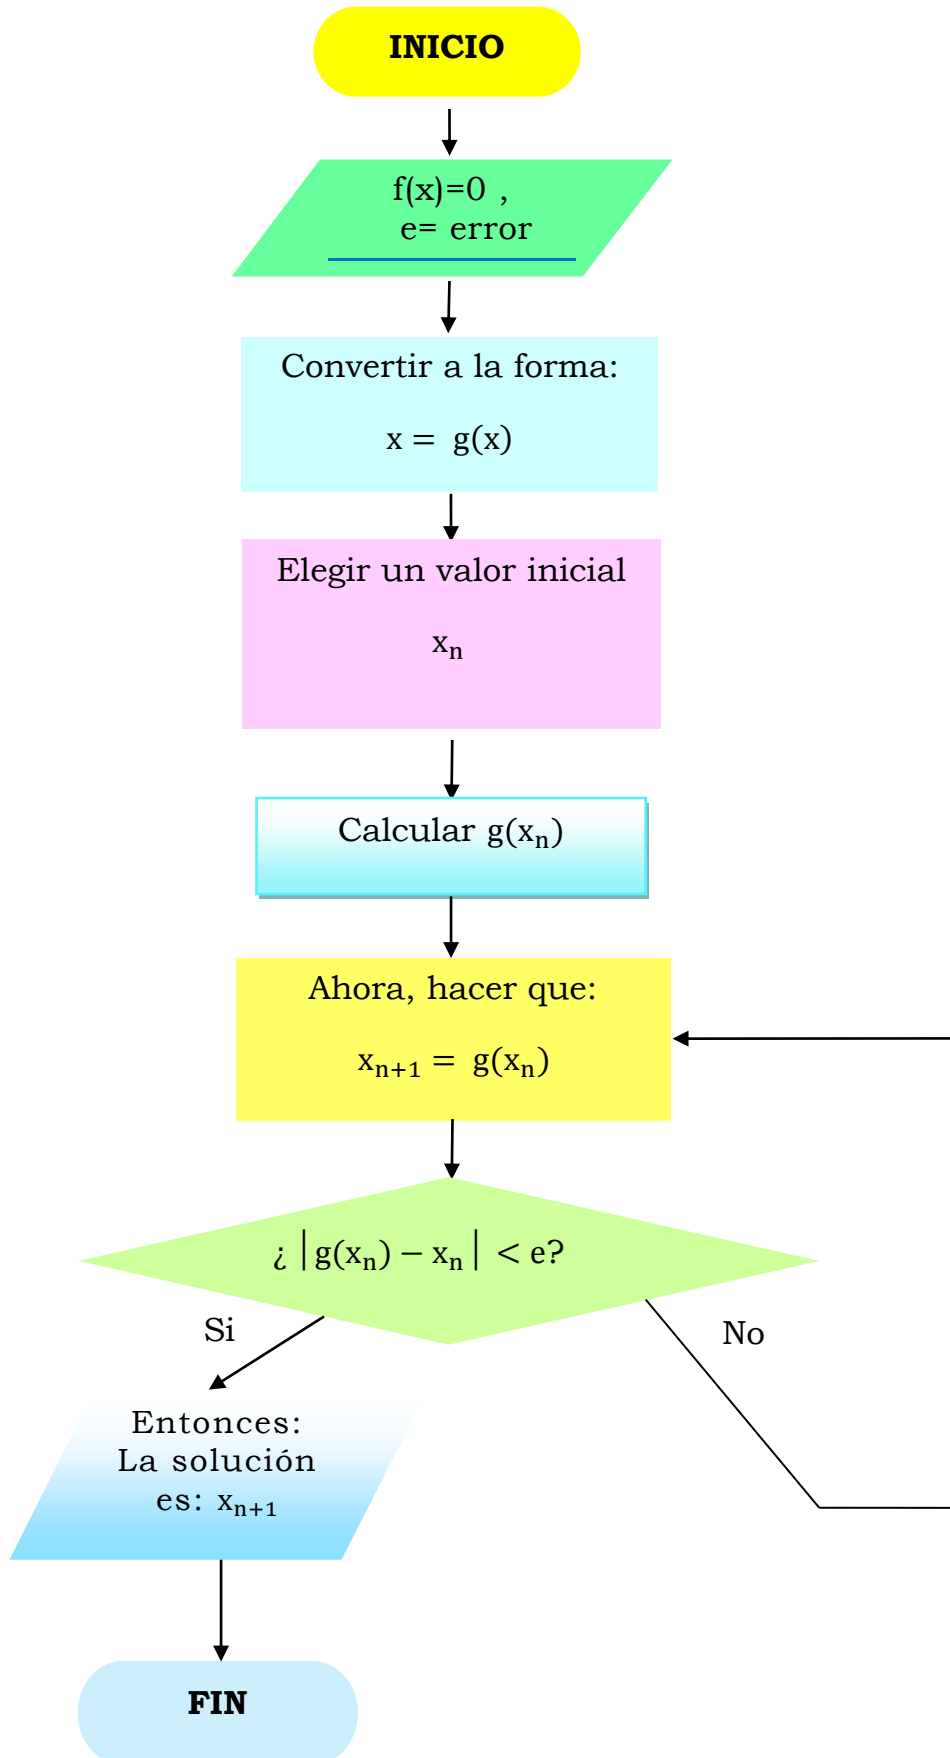 INICIO
f(x)=0 ,
e= error
Convertir a la forma:
x = g(x)
Elegir un valor inicial
xₙ
Calcular g(xₙ)
Ahora, hacer que:
xₙ₊₁ = g(xₙ)
¿ |g(xₙ) − xₙ| < e?
Si
No
Entonces:
La solución
es: xₙ₊₁
FIN